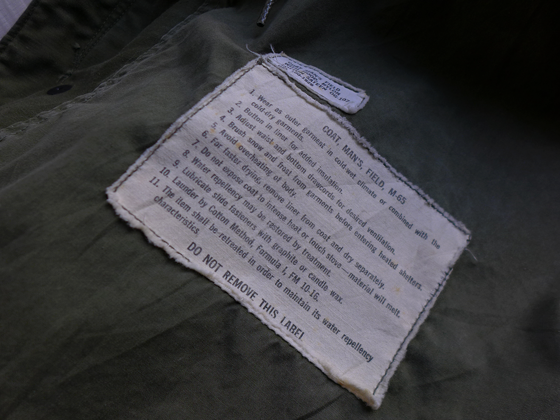 COAT, MAN'S, FIELD, M-65
1. Wear as outer garment in cold-wet climate or combined with the
cold-dry garments.
2. Button in liner for added insulation.
3. Adjust waist and bottom drawcords for desired ventilation.
4. Brush snow and frost from garments before entering heated shelters.
5. Avoid overheating of body.
6. For faster drying, remove liner from coat and dry separately.
7. Do not expose coat to intense heat or touch stove—material will melt.
8. Water repellency may be restored by treatment.
9. Lubricate slide fasteners with graphite or candle wax.
10. Launder by Cotton Method, Formula I, FM 10-16.
11. The item shall be retreated in order to maintain its water repellency
characteristics.
DO NOT REMOVE THIS LABEL